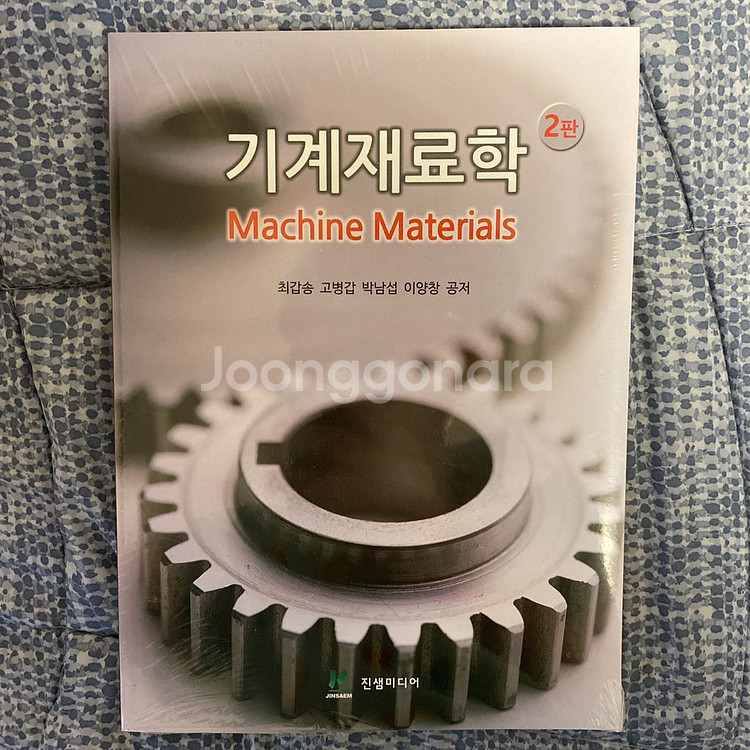 2판
기계재료학
Machine Materials
최갑송 고병갑 박남섭 이양창 공저
Joonggonara
JINSAEM
진샘미디어